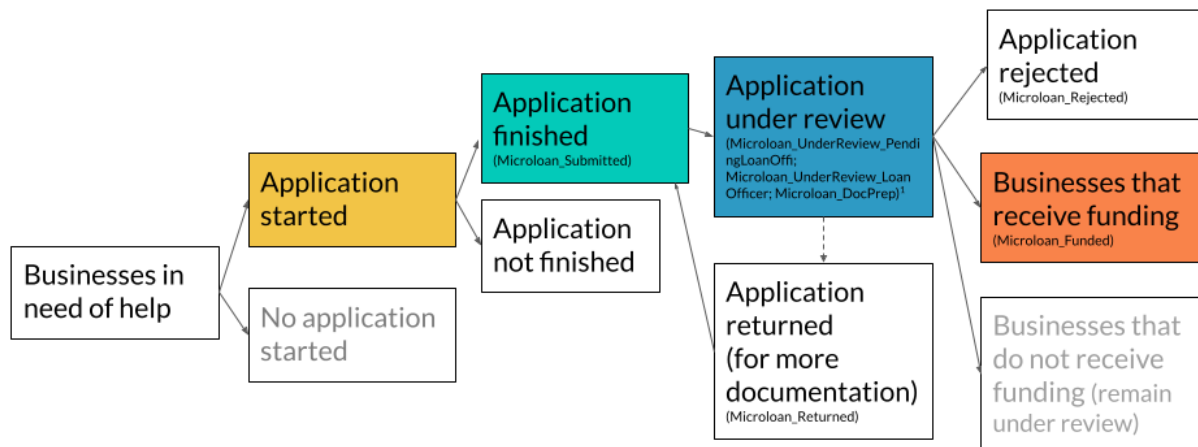 Businesses in
need of help
Application
started
No application
started
Application
finished
(Microloan_Submitted)
Application
not finished
Application
under review
(Microloan_UnderReview_Pendi
ngLoanOffi;
Microloan_UnderReview_Loan
Officer; Microloan_DocPrep)¹
Application
returned
(for more
documentation)
(Microloan_Returned)
Application
rejected
(Microloan_Rejected)
Businesses that
receive funding
(Microloan_Funded)
Businesses that
do not receive
funding (remain
under review)